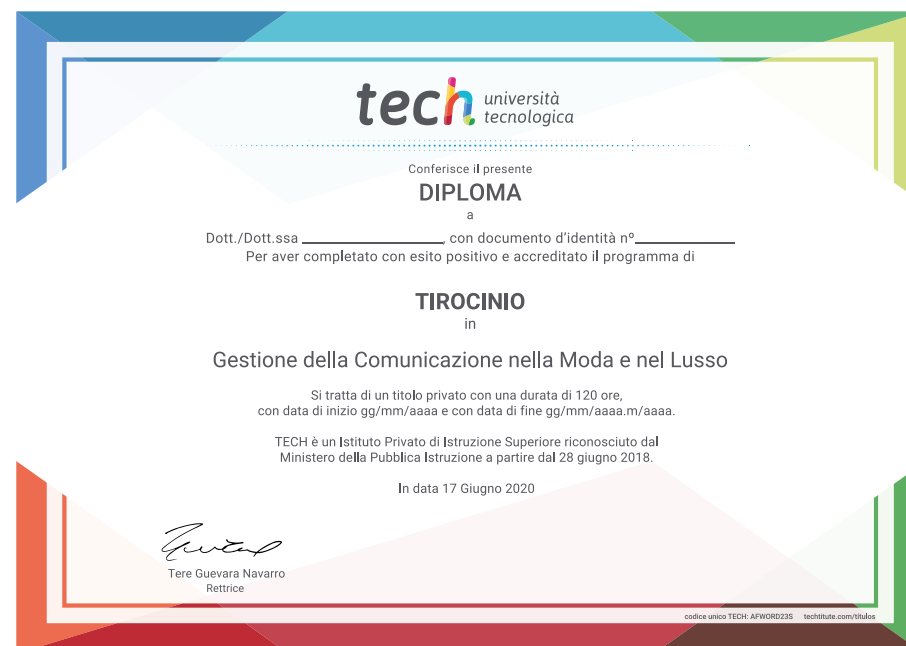 tech università
tecnologica
Conferisce il presente
DIPLOMA
a
Dott./Dott.ssa ________________, con documento d'identità nº____________
Per aver completato con esito positivo e accreditato il programma di
TIROCINIO
in
Gestione della Comunicazione nella Moda e nel Lusso
Si tratta di un titolo privato con una durata di 120 ore,
con data di inizio gg/mm/aaaa e con data di fine gg/mm/aaaa.m/aaaa.
TECH è un Istituto Privato di Istruzione Superiore riconosciuto dal
Ministero della Pubblica Istruzione a partire dal 28 giugno 2018.
In data 17 Giugno 2020
Tere Guevara Navarro
Rettrice
codice unico TECH: AFWORD23S techtitute.com/titulos